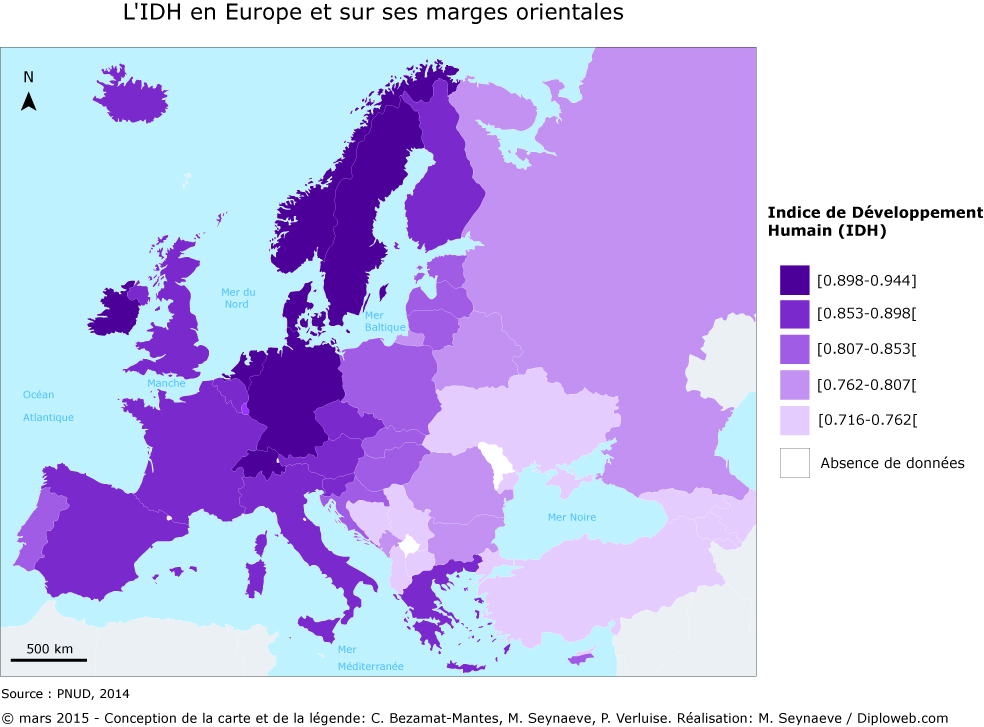 L'IDH en Europe et sur ses marges orientales
N
Indice de Développement
Humain (IDH)
[0.898-0.944]
[0.853-0.898[
[0.807-0.853[
[0.762-0.807[
[0.716-0.762[
Absence de données
Mer du
Nord
Mer
Baltique
Manche
Océan
Atlantique
Mer Noire
Mer
Méditerranée
500 km
Source : PNUD, 2014
© mars 2015 - Conception de la carte et de la légende: C. Bezamat-Mantes, M. Seynaeve, P. Verluise. Réalisation: M. Seynaeve / Diploweb.com